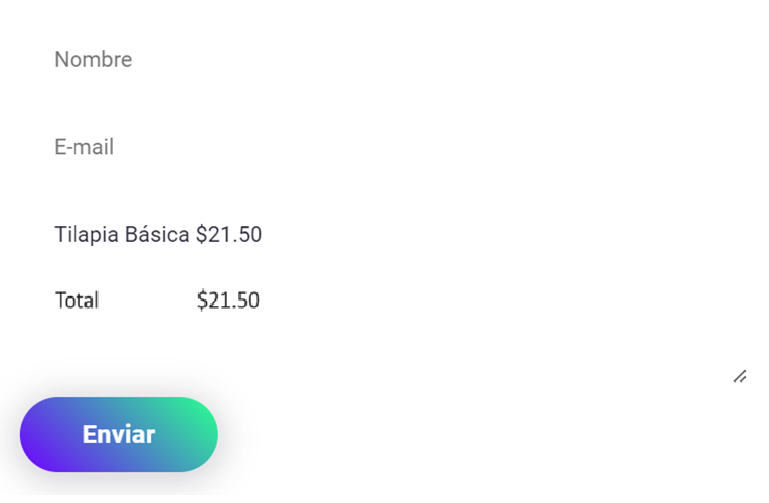 Nombre
E-mail
Tilapia Básica $21.50
Total $21.50
Enviar